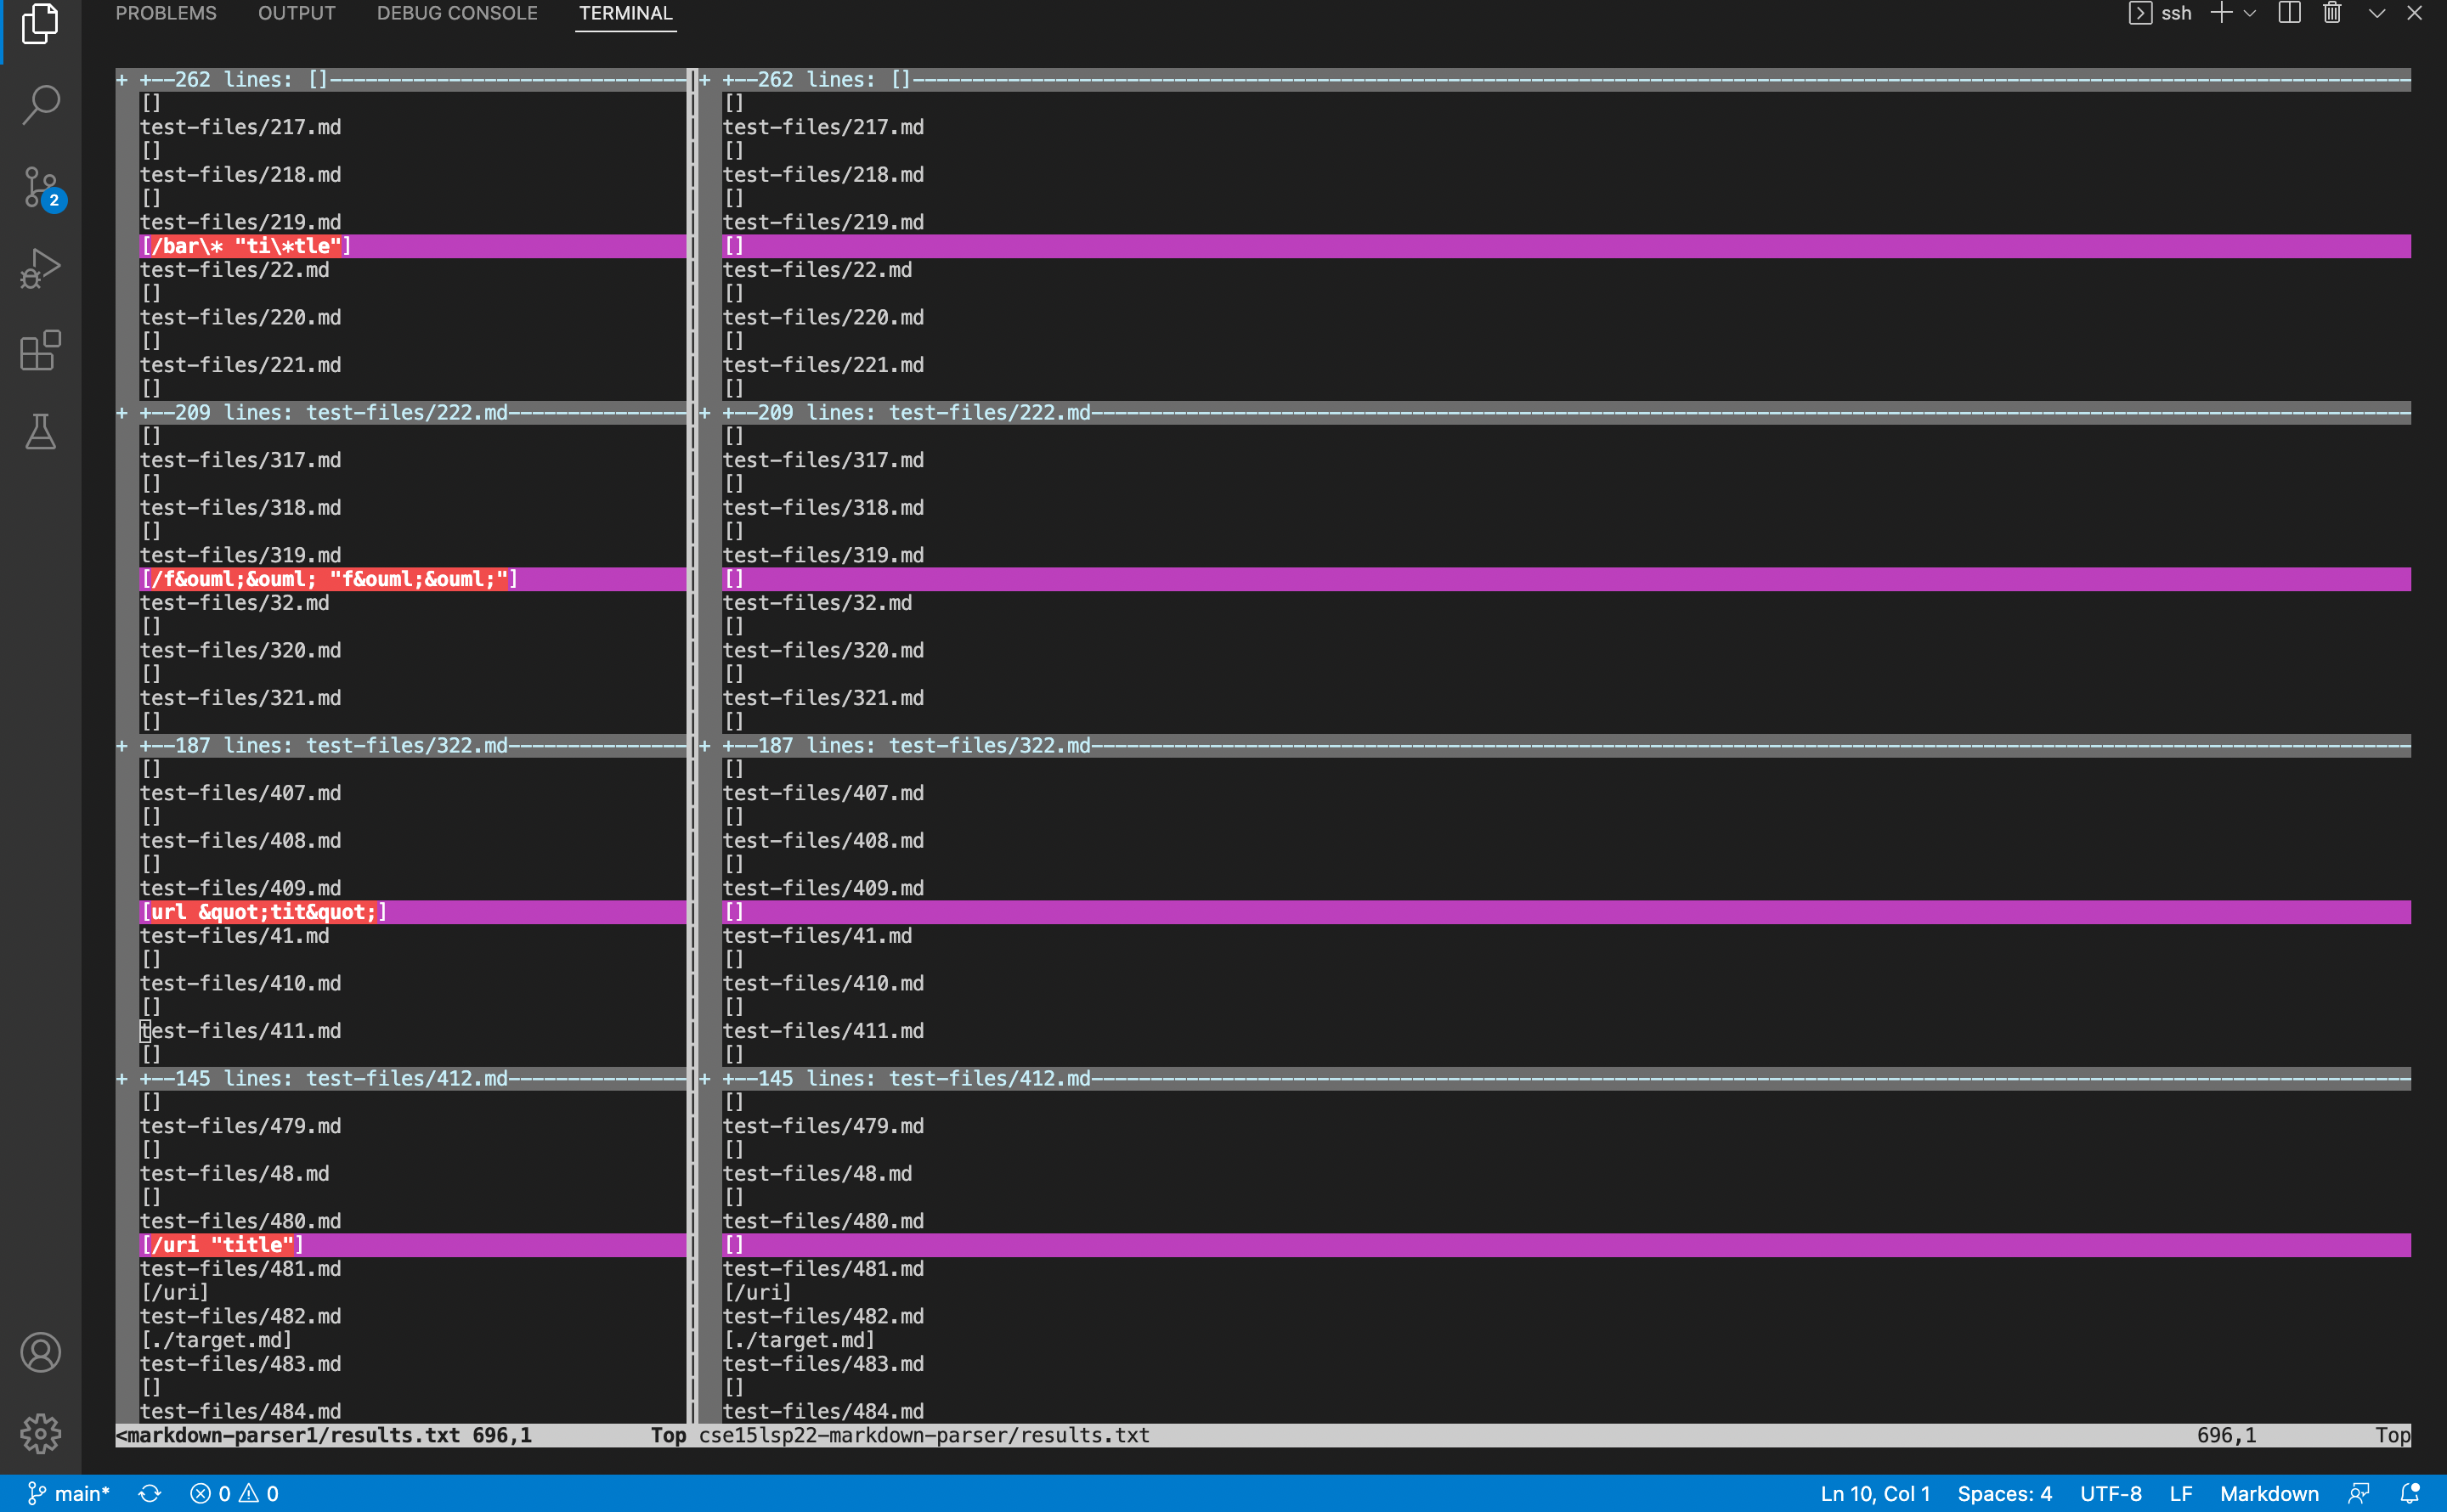 PROBLEMS OUTPUT DEBUG CONSOLE TERMINAL ssh
+ +--262 lines: []------------------------------ + +--262 lines: []------------------------------
[] []
test-files/217.md test-files/217.md
[] []
test-files/218.md test-files/218.md
[] []
test-files/219.md test-files/219.md
[/bar\* "ti\*tle"] []
test-files/22.md test-files/22.md
[] []
test-files/220.md test-files/220.md
[] []
test-files/221.md test-files/221.md
[] []
+ +--209 lines: test-files/222.md--------------- + +--209 lines: test-files/222.md---------------
[] []
test-files/317.md test-files/317.md
[] []
test-files/318.md test-files/318.md
[] []
test-files/319.md test-files/319.md
[/f&ouml;&ouml; "f&ouml;&ouml;"] []
test-files/32.md test-files/32.md
[] []
test-files/320.md test-files/320.md
[] []
test-files/321.md test-files/321.md
[] []
+ +--187 lines: test-files/322.md--------------- + +--187 lines: test-files/322.md---------------
[] []
test-files/407.md test-files/407.md
[] []
test-files/408.md test-files/408.md
[] []
test-files/409.md test-files/409.md
[url &quot;tit&quot;] []
test-files/41.md test-files/41.md
[] []
test-files/410.md test-files/410.md
[] []
test-files/411.md test-files/411.md
[] []
+ +--145 lines: test-files/412.md--------------- + +--145 lines: test-files/412.md---------------
[] []
test-files/479.md test-files/479.md
[] []
test-files/48.md test-files/48.md
[] []
test-files/480.md test-files/480.md
[/uri "title"] []
test-files/481.md test-files/481.md
[/uri] [/uri]
test-files/482.md test-files/482.md
[./target.md] [./target.md]
test-files/483.md test-files/483.md
[] []
test-files/484.md test-files/484.md
<markdown-parser1/results.txt 696,1 Top cse15lsp22-markdown-parser/results.txt 696,1 Top
2
main* 0 0 Ln 10, Col 1 Spaces: 4 UTF-8 LF Markdown